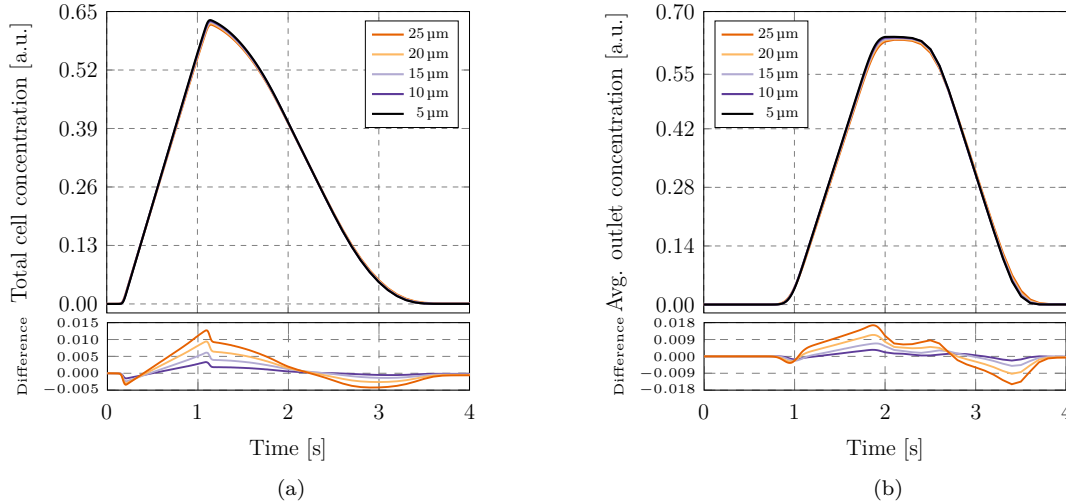 Total cell concentration [a.u.]
0.65
0.52
0.39
0.26
0.13
0.00
25 µm
20 µm
15 µm
10 µm
5 µm
Difference
0.015
0.010
0.005
0.000
−0.005
0
1
2
3
4
Time [s]
(a)
Avg. outlet concentration [a.u.]
0.70
0.55
0.42
0.28
0.14
0.00
25 µm
20 µm
15 µm
10 µm
5 µm
Difference
0.018
0.009
0.000
−0.009
−0.018
0
1
2
3
4
Time [s]
(b)